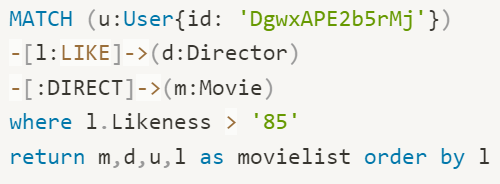 MATCH (u:User{id: 'DgwxAPE2b5rMj'})
-[l:LIKE]->(d:Director)
-[:DIRECT]->(m:Movie)
where l.Likeness > '85'
return m,d,u,l as movielist order by l